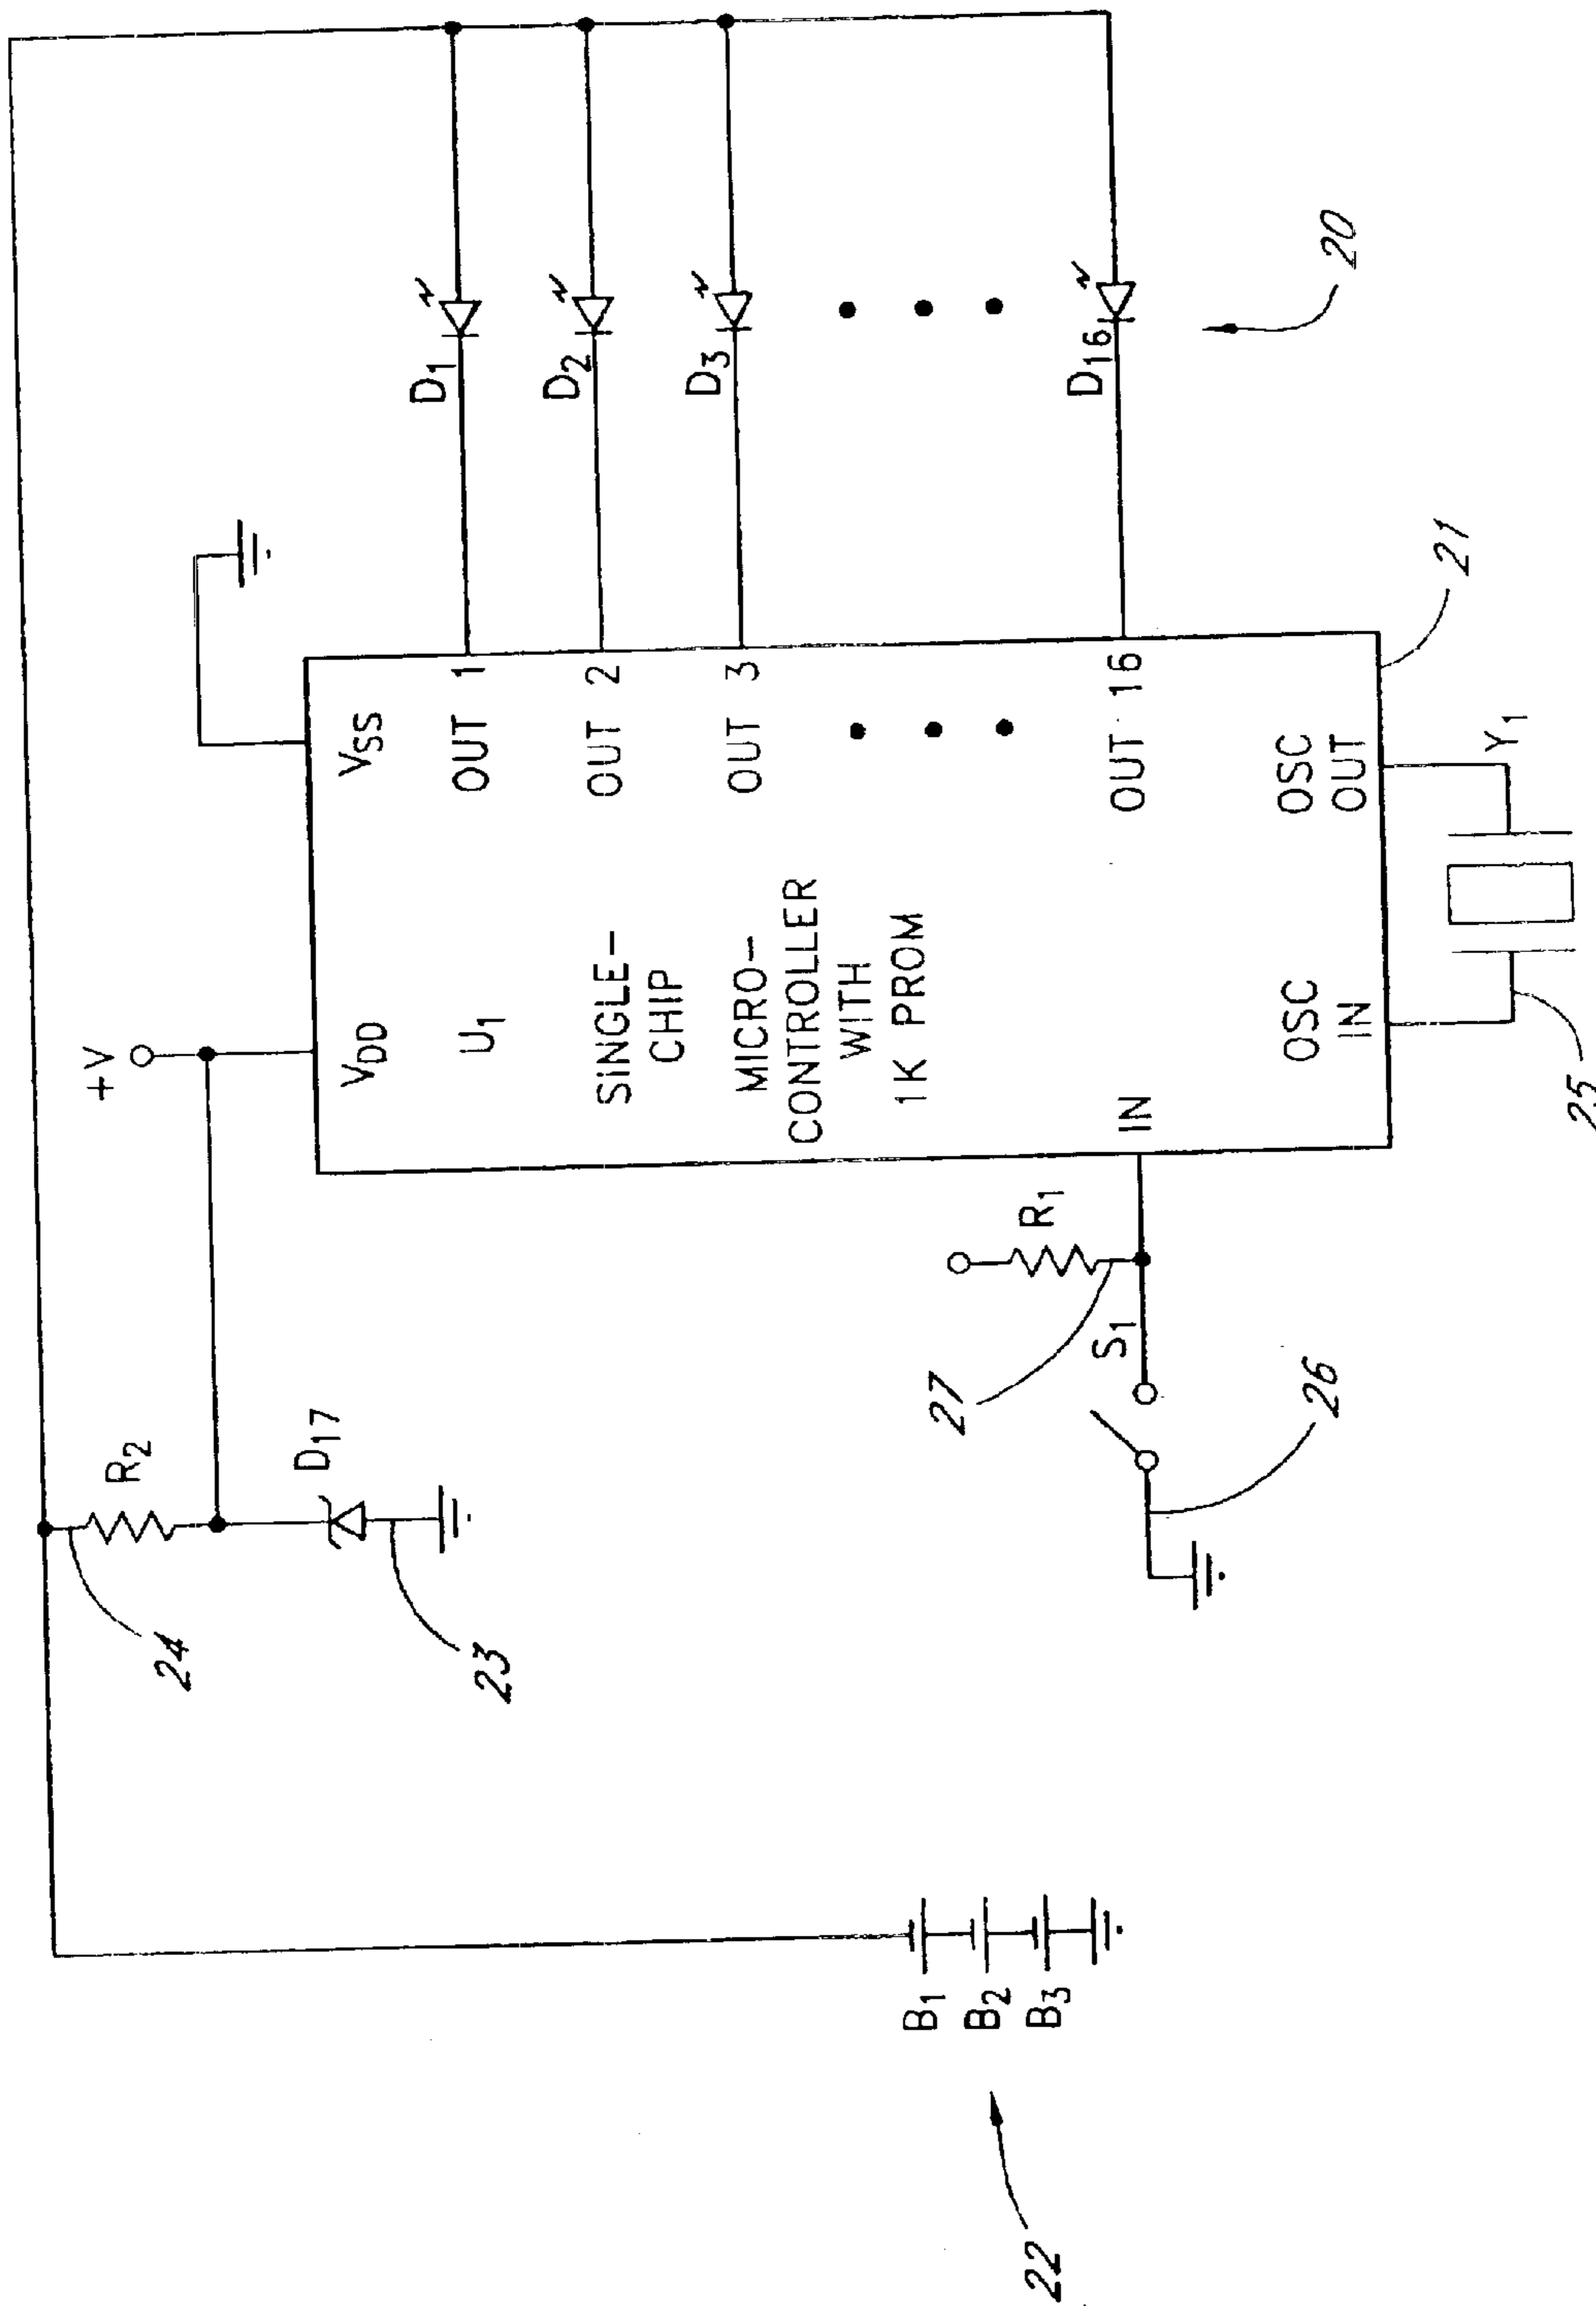 22
B1
B2
B3
24
R2
D17
23
+V
VDD
VSS
U1
SINGLE-
CHIP
MICRO-
CONTROLLER
WITH
1K PROM
IN
OUT 1
OUT 2
OUT 3
OUT 16
OSC
IN
OSC
OUT
D1
D2
D3
D16
20
21
Y1
25
R1
27
S1
26